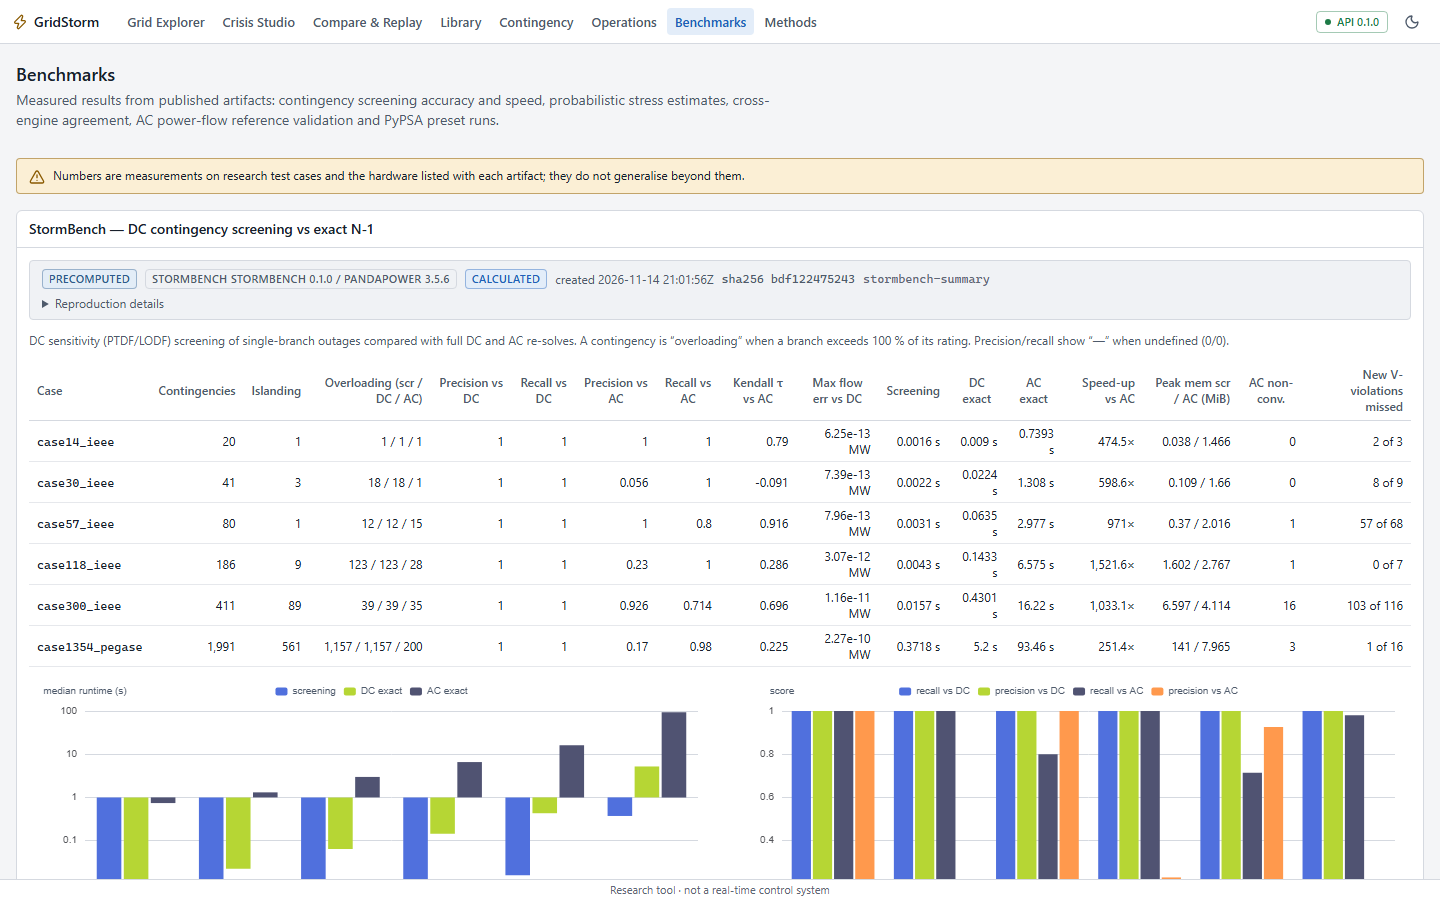 GridStorm Grid Explorer Crisis Studio Compare & Replay Library Contingency Operations Benchmarks Methods API 0.1.0
Benchmarks
Measured results from published artifacts: contingency screening accuracy and speed, probabilistic stress estimates, cross-
engine agreement, AC power-flow reference validation and PyPSA preset runs.
Numbers are measurements on research test cases and the hardware listed with each artifact; they do not generalise beyond them.
StormBench — DC contingency screening vs exact N-1
PRECOMPUTED STORMBENCH STORMBENCH 0.1.0 / PANDAPOWER 3.5.6 CALCULATED created 2026-11-14 21:01:56Z sha256 bdf122475243 stormbench-summary
Reproduction details
DC sensitivity (PTDF/LODF) screening of single-branch outages compared with full DC and AC re-solves. A contingency is "overloading" when a branch exceeds 100 % of its rating. Precision/recall show "—" when undefined (0/0).
Case Contingencies Islanding Overloading (scr / DC / AC) Precision vs DC Recall vs DC Precision vs AC Recall vs AC Kendall τ vs AC Max flow err vs DC Screening DC exact AC exact Speed-up vs AC Peak mem scr / AC (MiB) AC non-conv. New V-violations missed
case14_ieee 20 1 1 / 1 / 1 1 1 1 1 0.79 6.25e-13 MW 0.0016 s 0.009 s 0.7393 s 474.5× 0.038 / 1.466 0 2 of 3
case30_ieee 41 3 18 / 18 / 1 1 1 0.056 1 -0.091 7.39e-13 MW 0.0022 s 0.0224 s 1.308 s 598.6× 0.109 / 1.66 0 8 of 9
case57_ieee 80 1 12 / 12 / 15 1 1 1 0.8 0.916 7.96e-13 MW 0.0031 s 0.0635 s 2.977 s 971× 0.37 / 2.016 1 57 of 68
case118_ieee 186 9 123 / 123 / 28 1 1 0.23 1 0.286 3.07e-12 MW 0.0043 s 0.1433 s 6.575 s 1,521.6× 1.602 / 2.767 1 0 of 7
case300_ieee 411 89 39 / 39 / 35 1 1 0.926 0.714 0.696 1.16e-11 MW 0.0157 s 0.4301 s 16.22 s 1,033.1× 6.597 / 4.114 16 103 of 116
case1354_pegase 1,991 561 1,157 / 1,157 / 200 1 1 0.17 0.98 0.225 2.27e-10 MW 0.3718 s 5.2 s 93.46 s 251.4× 141 / 7.965 3 1 of 16
median runtime (s) screening DC exact AC exact
100
10
1
0.1
score recall vs DC precision vs DC recall vs AC precision vs AC
1
0.8
0.6
0.4
Research tool · not a real-time control system